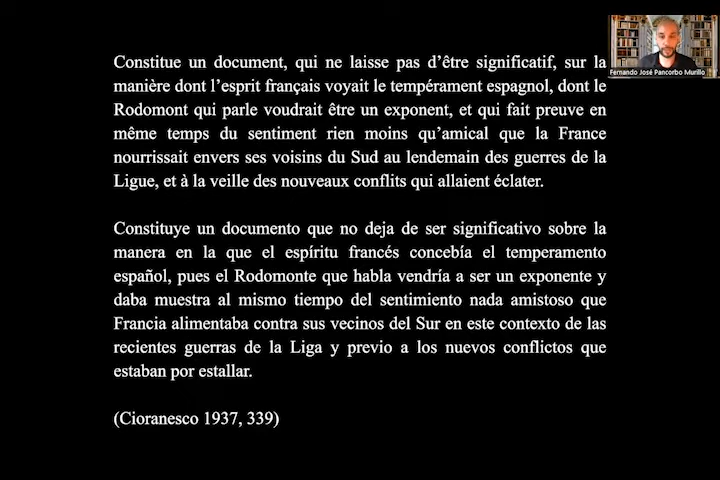 Fernando José Pancorbo Murillo
Constitue un document, qui ne laisse pas d’être significatif, sur la
manière dont l’esprit français voyait le tempérament espagnol, dont le
Rodomont qui parle voudrait être un exponent, et qui fait preuve en
même temps du sentiment rien moins qu’amical que la France
nourrissait envers ses voisins du Sud au lendemain des guerres de la
Ligue, et à la veille des nouveaux conflits qui allaient éclater.
Constituye un documento que no deja de ser significativo sobre la
manera en la que el espíritu francés concebía el temperamento
español, pues el Rodomonte que habla vendría a ser un exponente y
daba muestra al mismo tiempo del sentimiento nada amistoso que
Francia alimentaba contra sus vecinos del Sur en este contexto de las
recientes guerras de la Liga y previo a los nuevos conflictos que
estaban por estallar.
(Cioranesco 1937, 339)